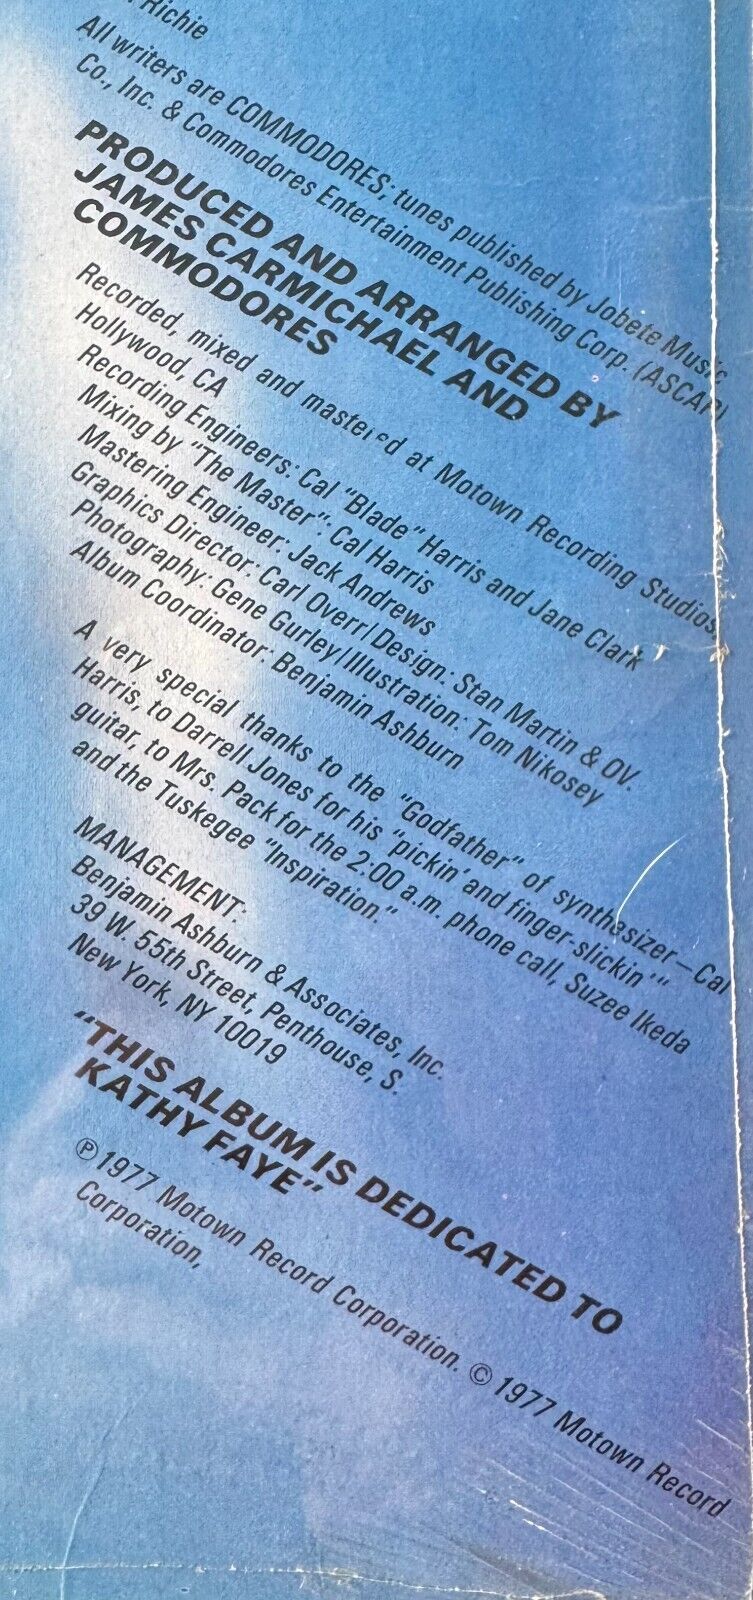 Richie
All writers are COMMODORES; tunes published by Jobete Music
Co., Inc. & Commodores Entertainment Publishing Corp. (ASCAP)
PRODUCED AND ARRANGED BY
JAMES CARMICHAEL AND
COMMODORES
Recorded, mixed and mastered at Motown Recording Studios,
Hollywood, CA
Recording Engineers: Cal "Blade" Harris and Jane Clark
Mixing by "The Master": Cal Harris
Mastering Engineer: Jack Andrews
Graphics Director: Carl Overr/Design: Stan Martin & OV.
Photography: Gene Gurley/Illustration: Tom Nikosey
Album Coordinator: Benjamin Ashburn
A very special thanks to the "Godfather" of synthesizer—Cal
Harris, to Darrell Jones for his "pickin' and finger-slickin'"
guitar, to Mrs. Pack for the 2:00 a.m. phone call, Suzee Ikeda
and the Tuskegee "Inspiration."
MANAGEMENT:
Benjamin Ashburn & Associates, Inc.
39 W. 55th Street, Penthouse, S.
New York, NY 10019
"THIS ALBUM IS DEDICATED TO
KATHY FAYE"
℗ 1977 Motown Record Corporation. © 1977 Motown Record
Corporation,